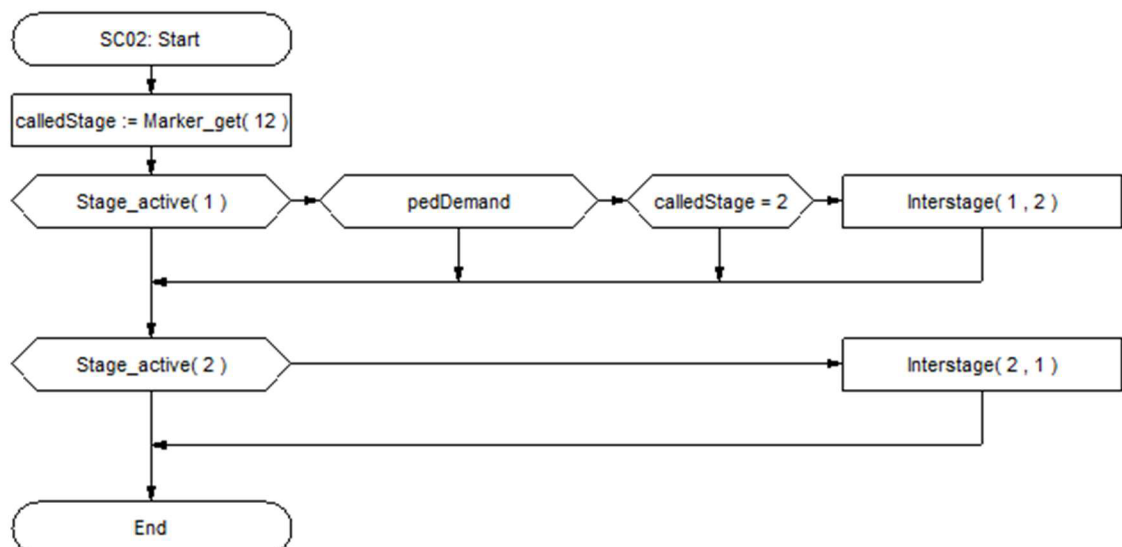 SC02: Start
calledStage := Marker_get( 12 )
Stage_active( 1 )
pedDemand
calledStage = 2
Interstage( 1 , 2 )
Stage_active( 2 )
Interstage( 2 , 1 )
End